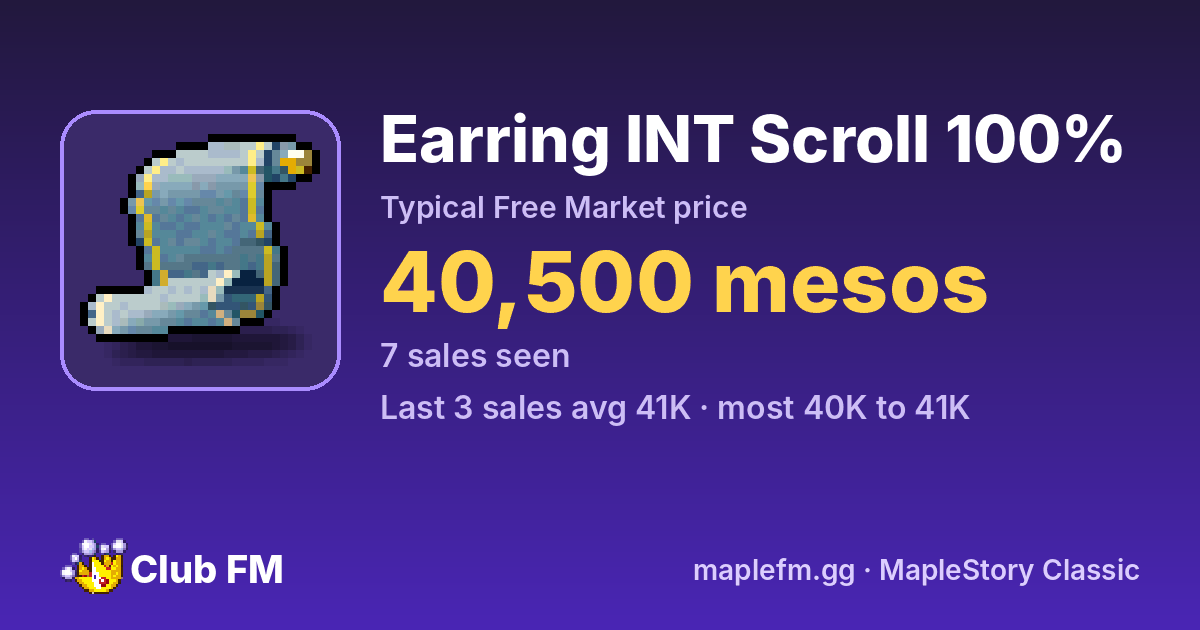 Earring INT Scroll 100%
Typical Free Market price
40,500 mesos
7 sales seen
Last 3 sales avg 41K · most 40K to 41K
Club FM
maplefm.gg · MapleStory Classic